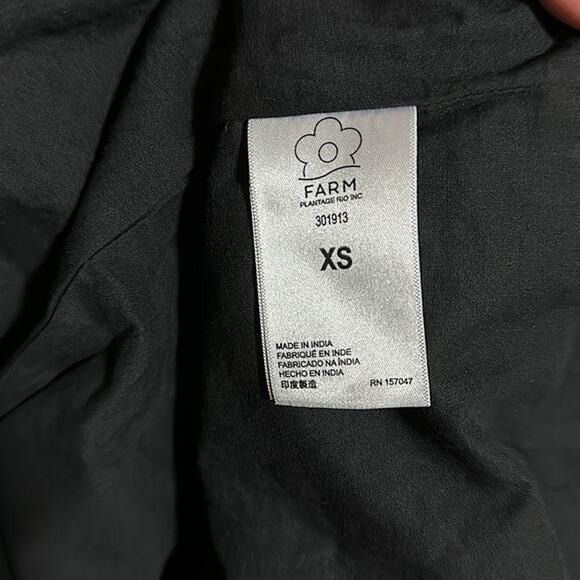 FARM
PLANTAGE RIO INC
301913
XS
MADE IN INDIA
FABRIQUÉ EN INDE
FABRICADO NA ÍNDIA
HECHO EN INDIA
印度製造
RN 157047